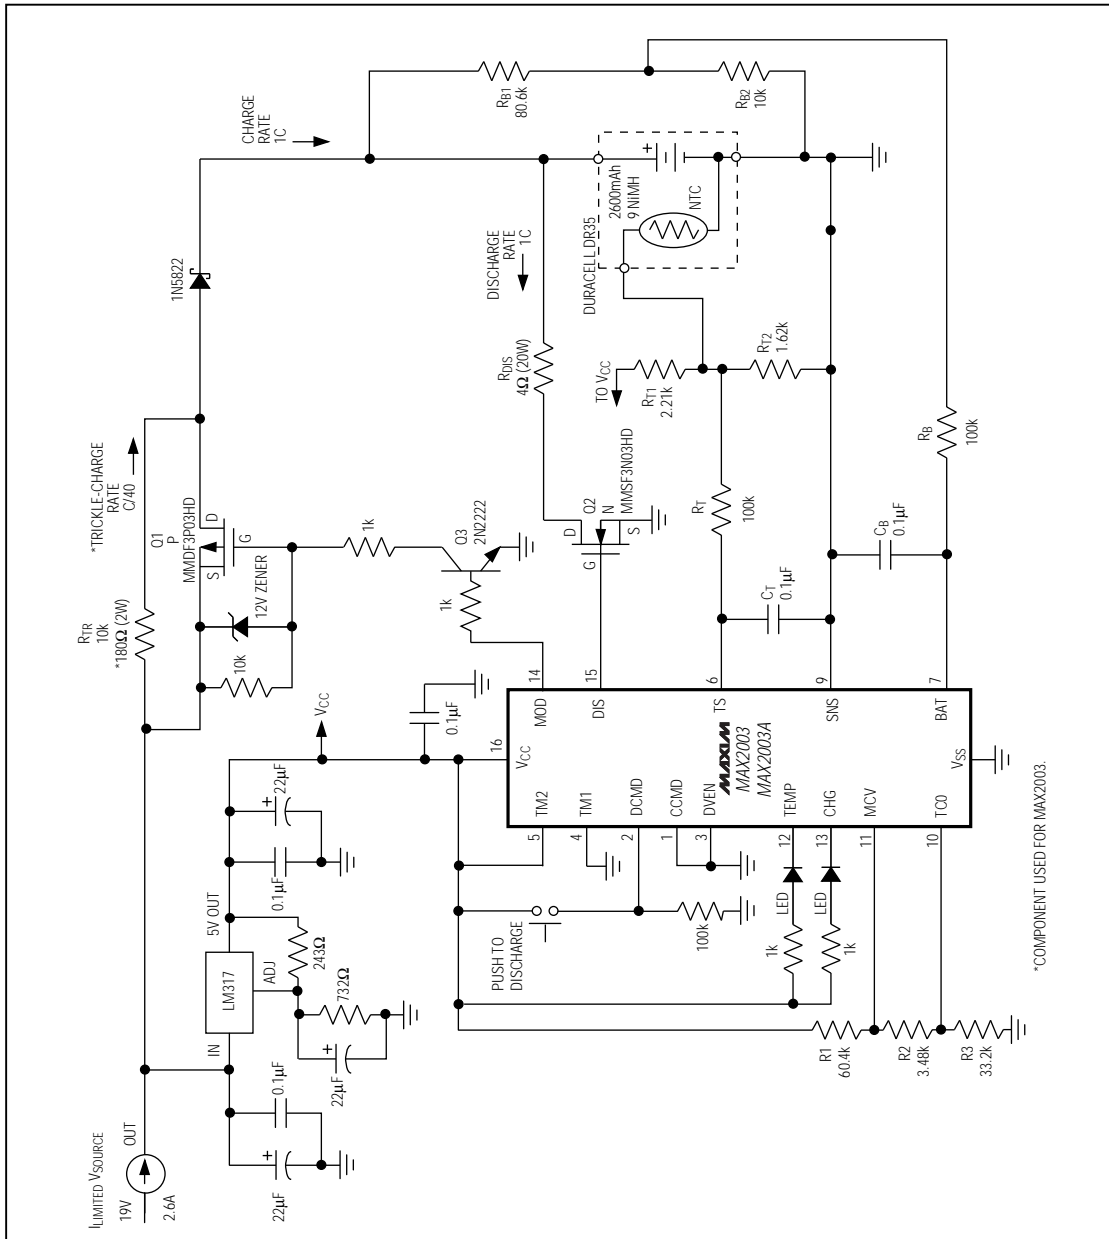 ILIMITED VSOURCE
19V
OUT
2.6A
22µF
+
0.1µF
IN
LM317
ADJ
5V OUT
22µF
+
732Ω
243Ω
0.1µF
22µF
+
VCC
0.1µF
RTR
10k
*180Ω (2W)
10k
12V ZENER
*TRICKLE-CHARGE
RATE
C/40
Q1
P
MMDF3P03HD
S
D
G
1k
1k
Q3
2N2222
1N5822
CHARGE
RATE
1C
RB1
80.6k
RB2
10k
DISCHARGE
RATE
1C
RDIS
4Ω (20W)
DURACELL DR35
2600mAh
9 NiMH
+
NTC
TO VCC
RT1
2.21k
RT2
1.62k
Q2
N
MMSF3N03HD
D
G
S
RT
100k
CT
0.1µF
CB
0.1µF
RB
100k
16
VCC
14
MOD
15
DIS
6
TS
9
SNS
7
BAT
VSS
MAXIM
MAX2003
MAX2003A
TM2
5
TM1
4
DCMD
2
CCMD
1
DVEN
3
TEMP
12
CHG
13
MCV
11
TCO
10
PUSH TO
DISCHARGE
100k
LED
1k
LED
1k
R1
60.4k
R2
3.48k
R3
33.2k
*COMPONENT USED FOR MAX2003.